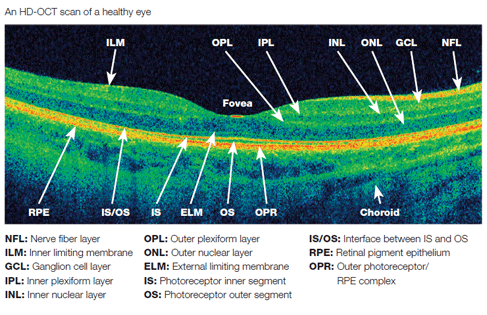 An HD-OCT scan of a healthy eye
ILM OPL IPL INL ONL GCL NFL
Fovea
RPE IS/OS IS ELM OS OPR Choroid
NFL: Nerve fiber layer
ILM: Inner limiting membrane
GCL: Ganglion cell layer
IPL: Inner plexiform layer
INL: Inner nuclear layer
OPL: Outer plexiform layer
ONL: Outer nuclear layer
ELM: External limiting membrane
IS: Photoreceptor inner segment
OS: Photoreceptor outer segment
IS/OS: Interface between IS and OS
RPE: Retinal pigment epithelium
OPR: Outer photoreceptor/
RPE complex